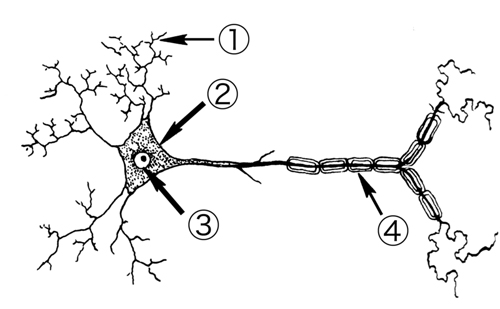 ①
②
③
④